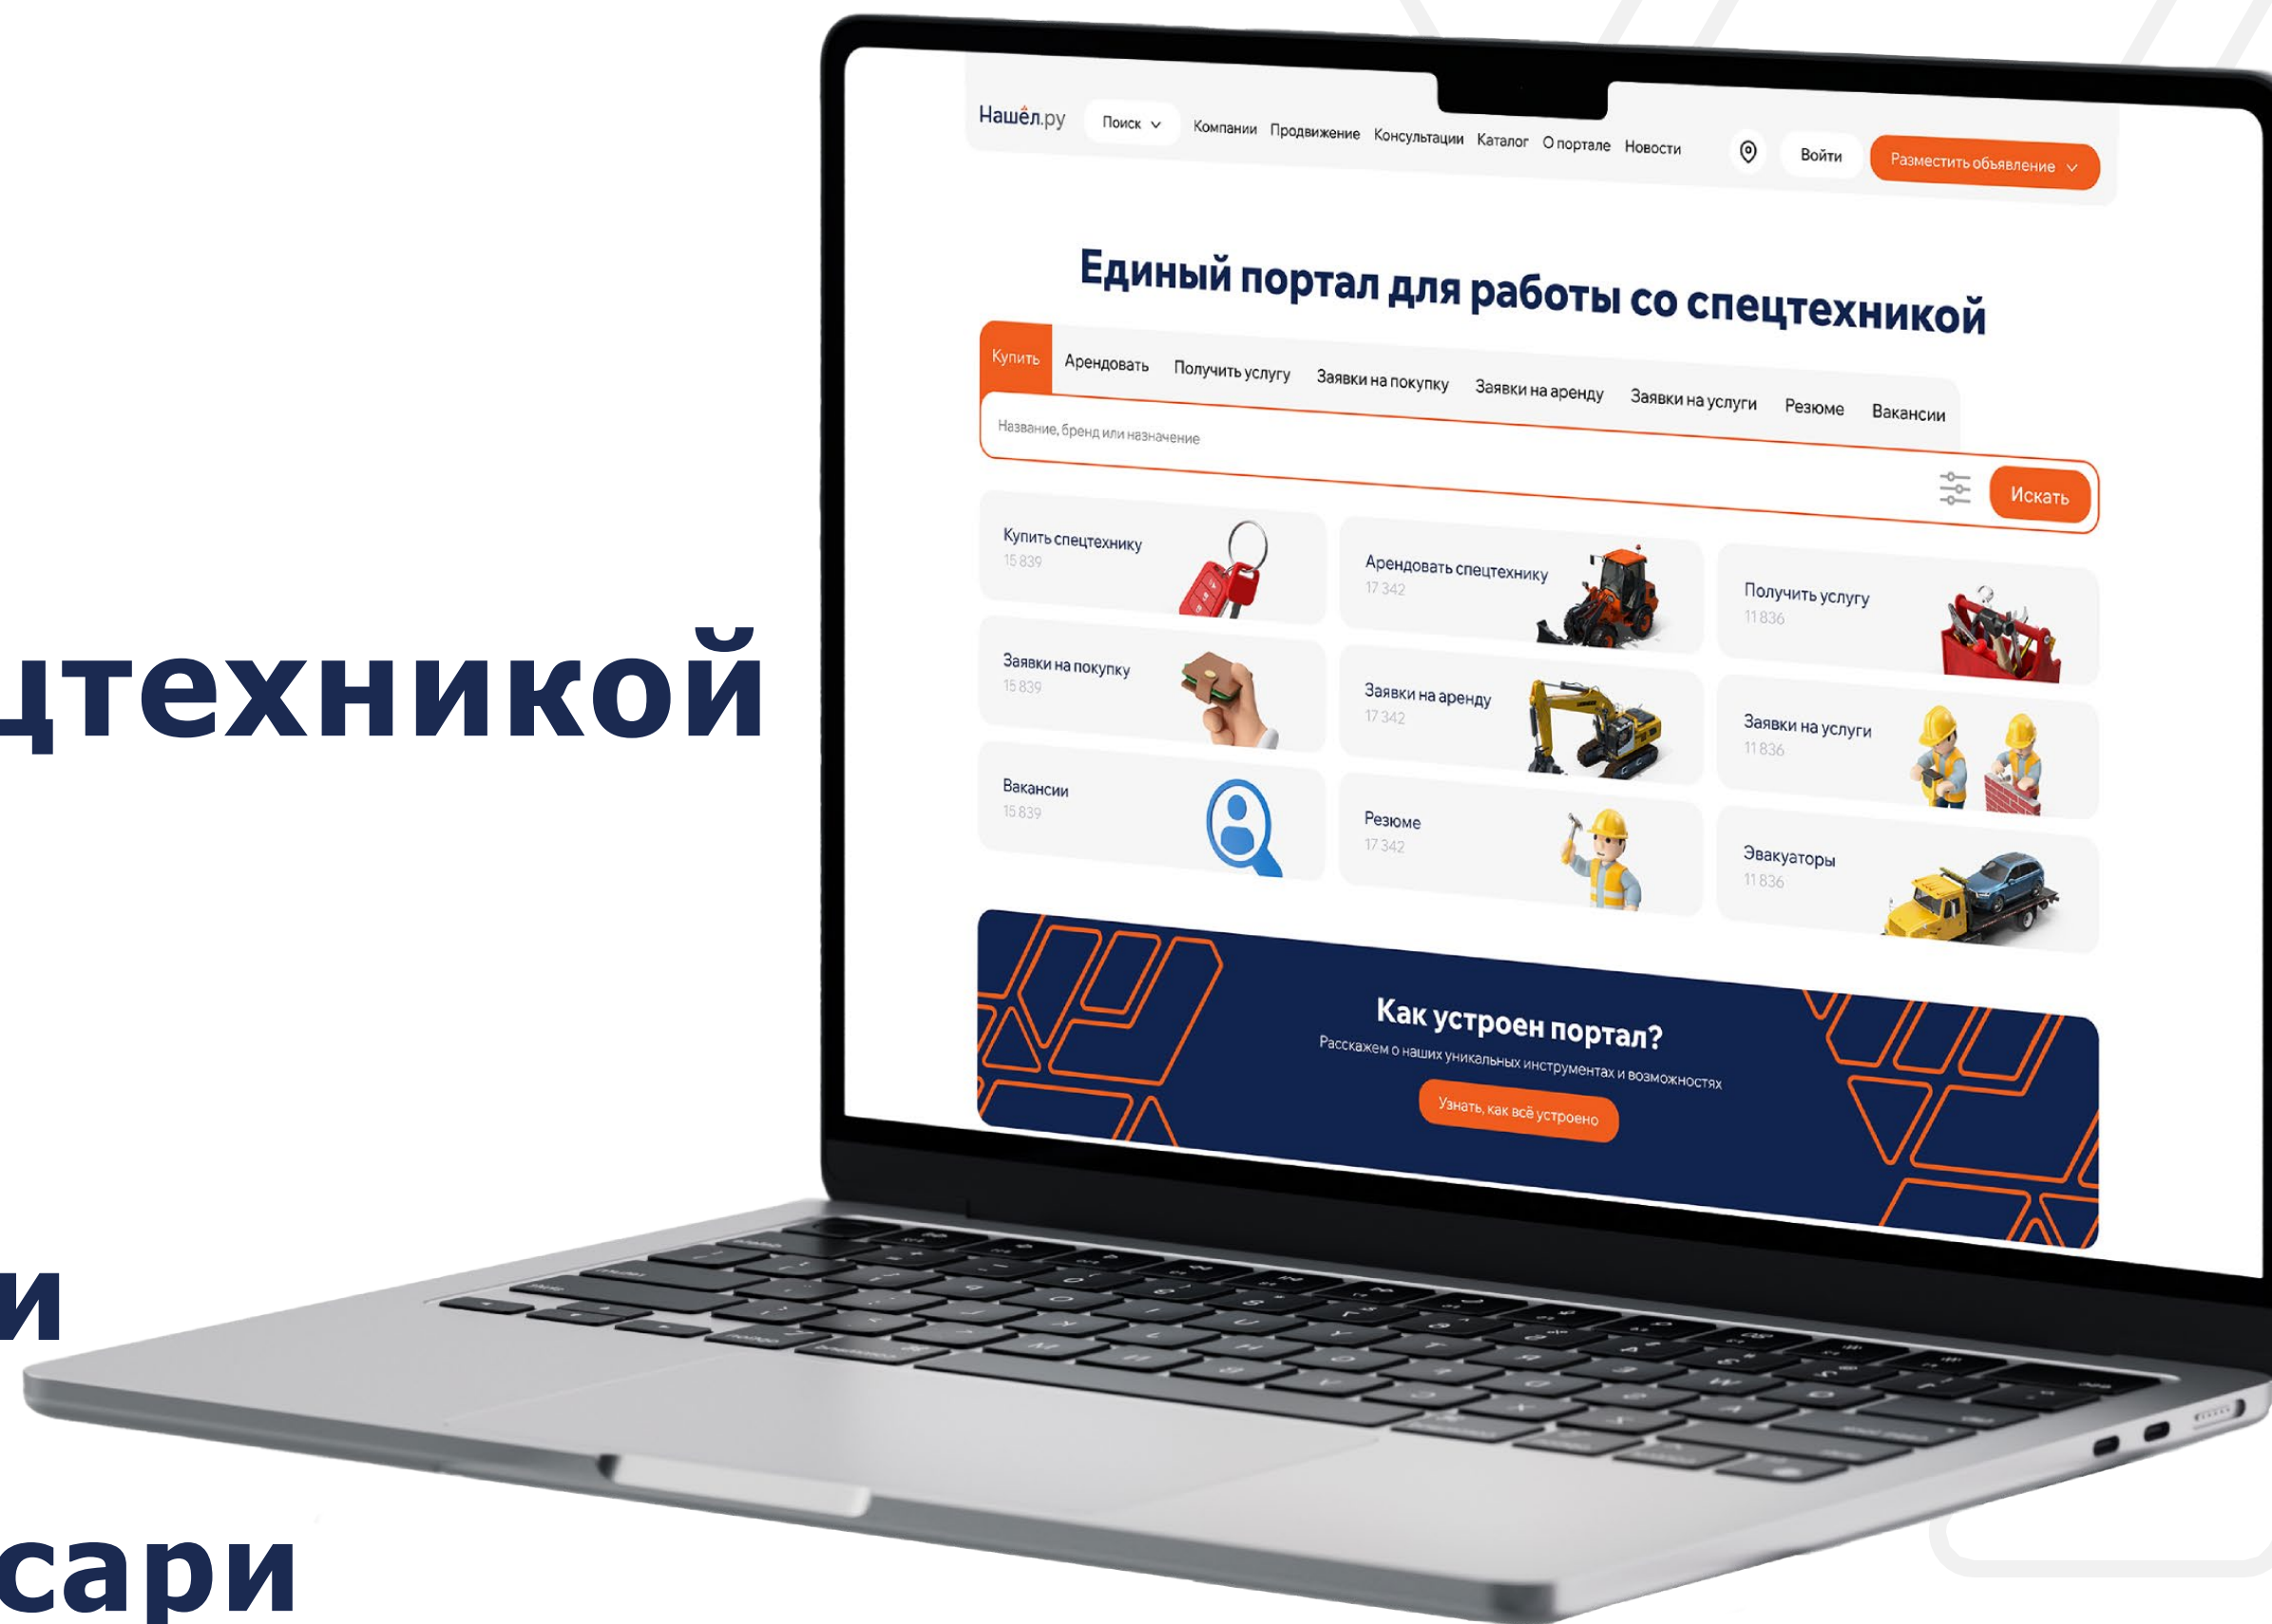 Нашёл.ру Поиск Компании Продвижение Консультации Каталог О портале Новости Войти Разместить объявление
Единый портал для работы со спецтехникой
Купить Арендовать Получить услугу Заявки на покупку Заявки на аренду Заявки на услуги Резюме Вакансии
Название, бренд или назначение
Искать
Купить спецтехнику
15 839
Арендовать спецтехнику
17 342
Получить услугу
11 836
Заявки на покупку
15 839
Заявки на аренду
17 342
Заявки на услуги
11 836
Вакансии
15 839
Резюме
17 342
Эвакуаторы
11 836
Как устроен портал?
Расскажем о наших уникальных инструментах и возможностях
Узнать, как всё устроено
цтехникой
и
сари